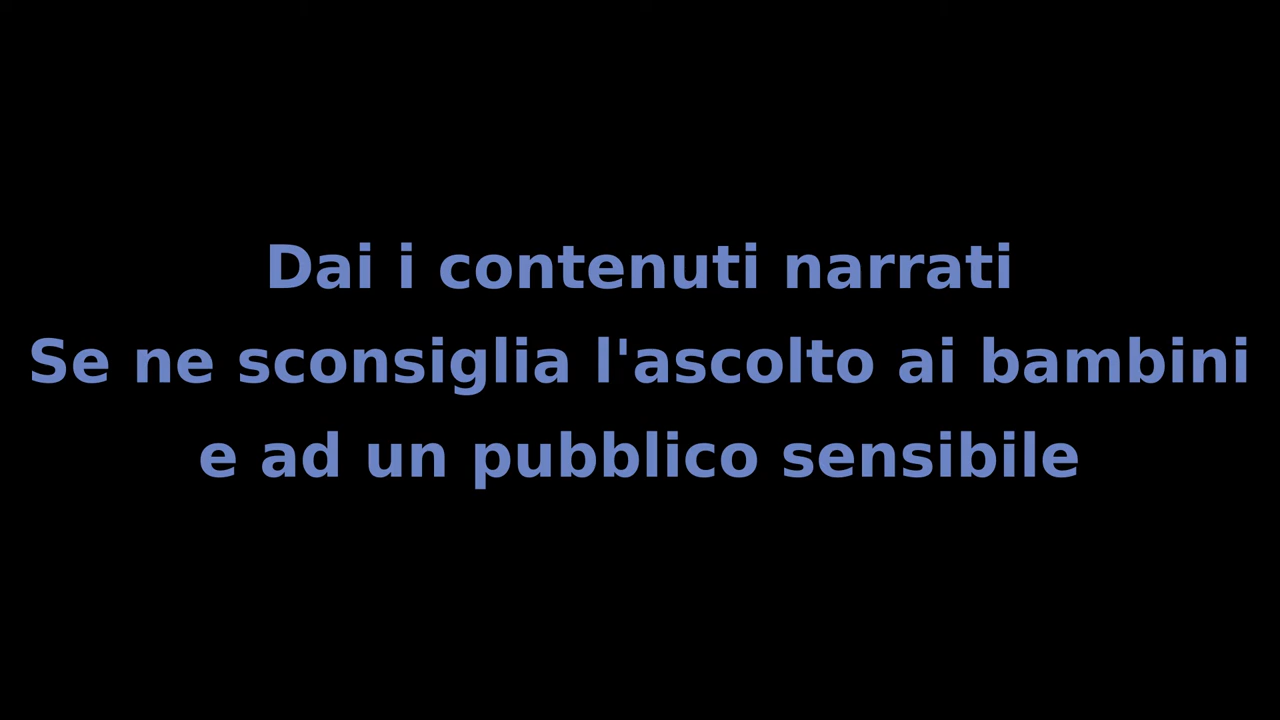 Dai i contenuti narrati
Se ne sconsiglia l'ascolto ai bambini
e ad un pubblico sensibile